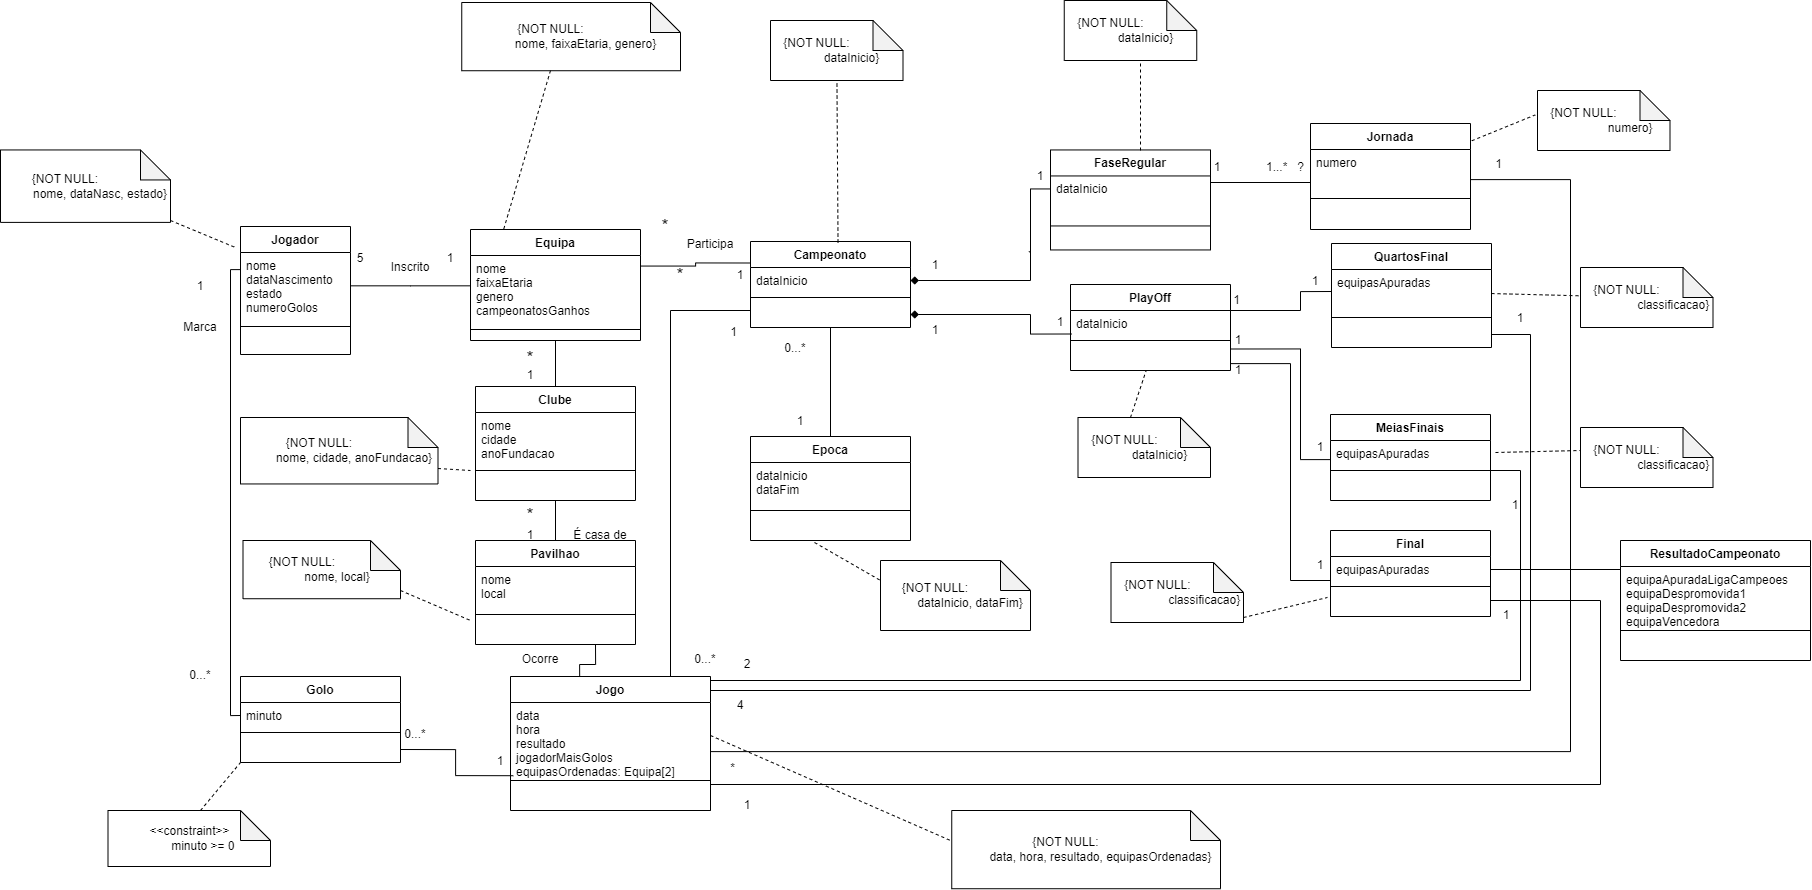 {NOT NULL:
nome, faixaEtaria, genero}
{NOT NULL:
dataInicio}
{NOT NULL:
dataInicio}
{NOT NULL:
numero}
{NOT NULL:
nome, dataNasc, estado}
Jogador
nome
dataNascimento
estado
numeroGolos
5
Inscrito
1
Equipa
nome
faixaEtaria
genero
campeonatosGanhos
*
Participa
*
1
Campeonato
dataInicio
1
1
FaseRegular
dataInicio
1
1...*
?
Jornada
numero
1
1
PlayOff
dataInicio
1
1
1
1
1
QuartosFinal
equipasApuradas
1
{NOT NULL:
classificacao}
1
Marca
*
1
Clube
nome
cidade
anoFundacao
{NOT NULL:
nome, cidade, anoFundacao}
1
0...*
1
Epoca
dataInicio
dataFim
{NOT NULL:
dataInicio, dataFim}
{NOT NULL:
dataInicio}
1
MeiasFinais
equipasApuradas
1
{NOT NULL:
classificacao}
*
1
É casa de
Pavilhao
nome
local
{NOT NULL:
nome, local}
1
Final
equipasApuradas
1
{NOT NULL:
classificacao}
ResultadoCampeonato
equipaApuradaLigaCampeoes
equipaDespromovida1
equipaDespromovida2
equipaVencedora
Ocorre
0...*
2
0...*
Golo
minuto
0...*
1
Jogo
data
hora
resultado
jogadorMaisGolos
equipasOrdenadas: Equipa[2]
4
*
1
<<constraint>>
minuto >= 0
{NOT NULL:
data, hora, resultado, equipasOrdenadas}